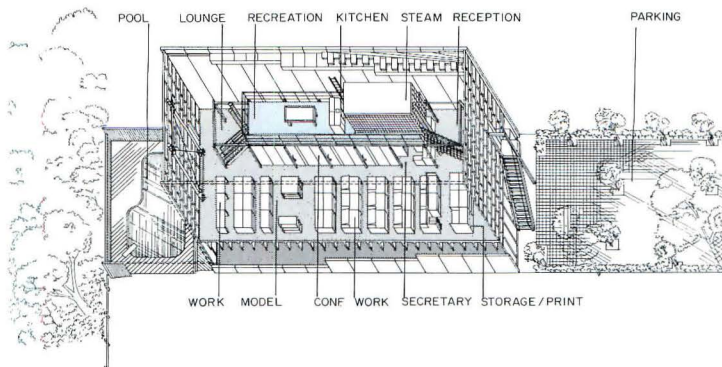 POOL LOUNGE RECREATION KITCHEN STEAM RECEPTION PARKING
WORK MODEL CONF WORK SECRETARY STORAGE/PRINT